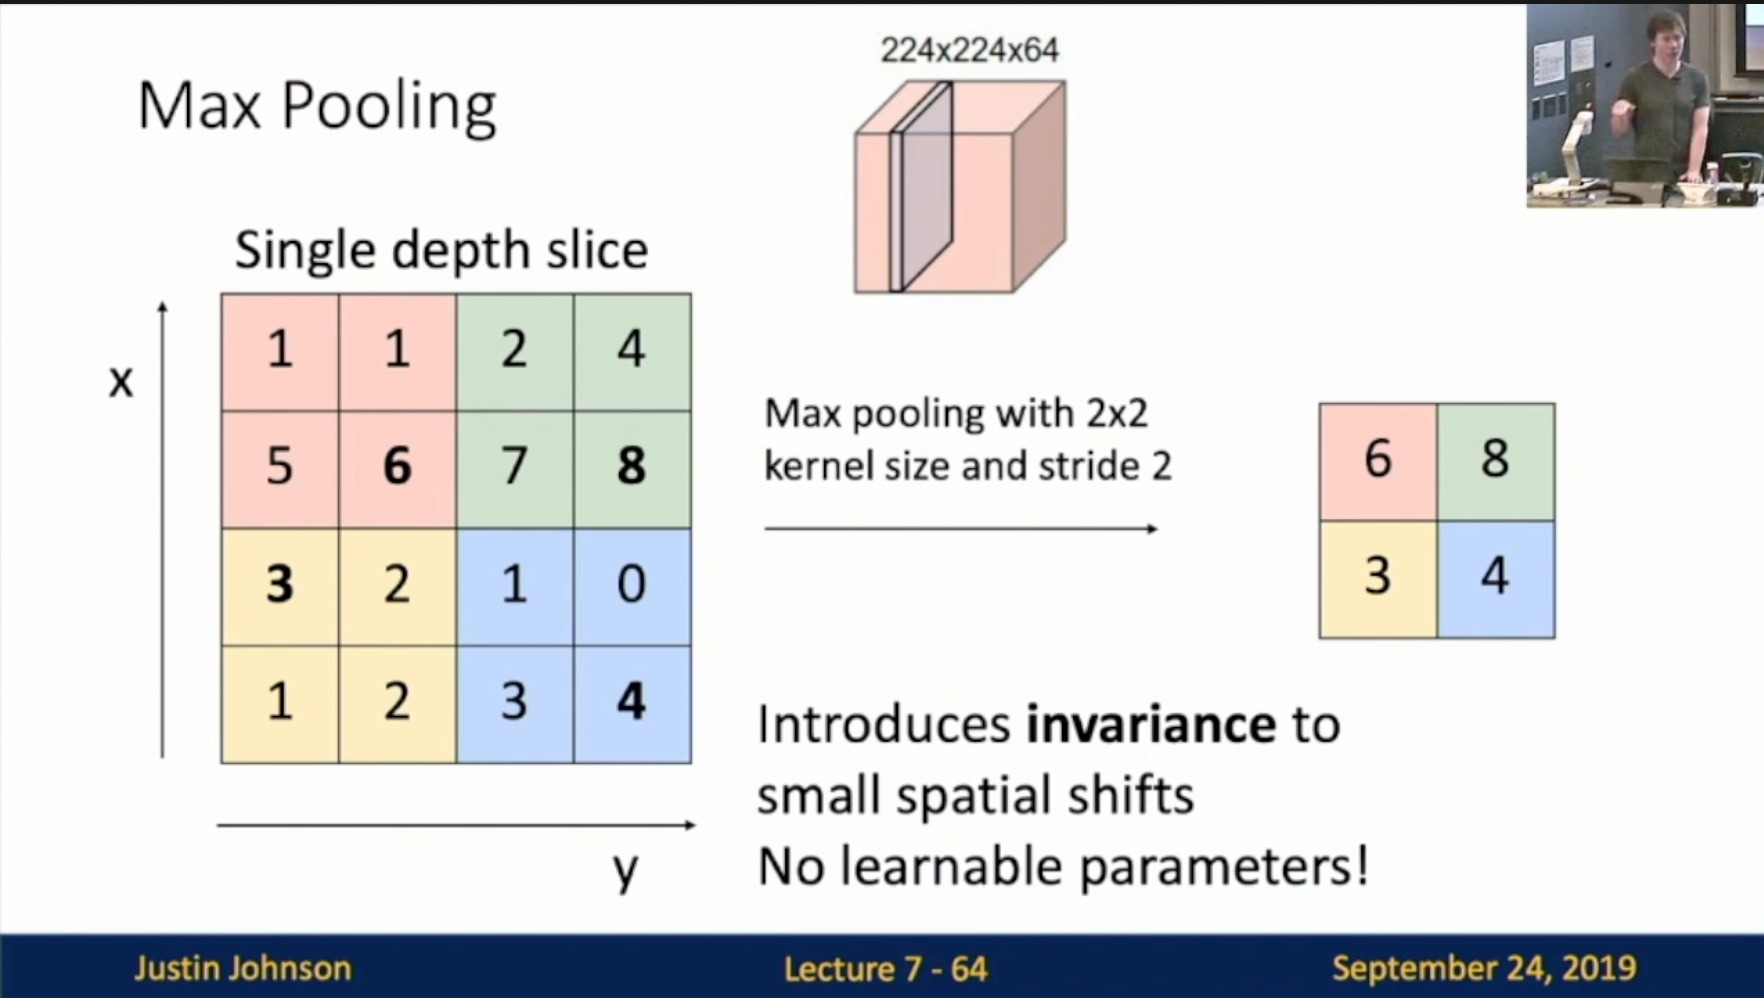 Max Pooling
224x224x64
Single depth slice
x
1 1 2 4
5 6 7 8
3 2 1 0
1 2 3 4
y
Max pooling with 2x2
kernel size and stride 2
6 8
3 4
Introduces invariance to
small spatial shifts
No learnable parameters!
Justin Johnson
Lecture 7 - 64
September 24, 2019